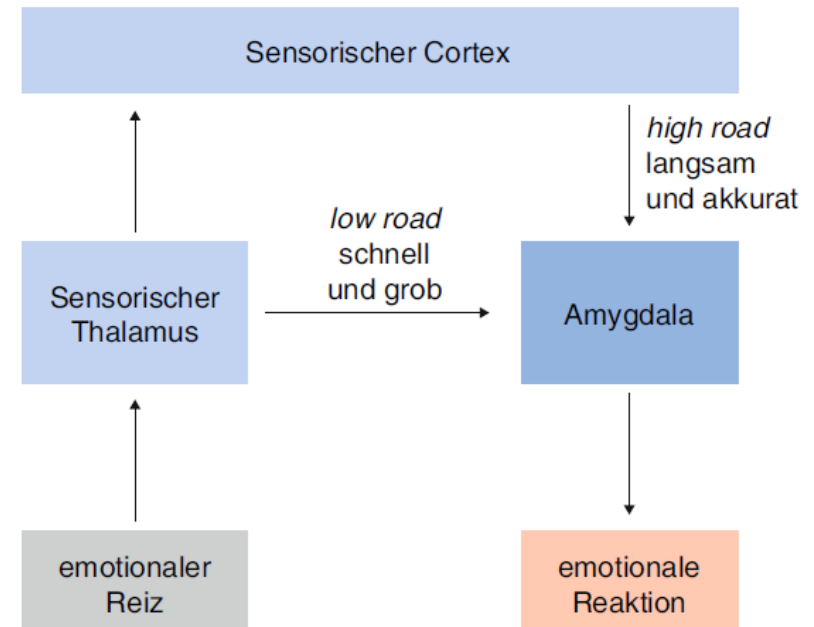 Sensorischer Cortex
high road
langsam
und akkurat
low road
schnell
und grob
Sensorischer
Thalamus
Amygdala
emotionaler
Reiz
emotionale
Reaktion